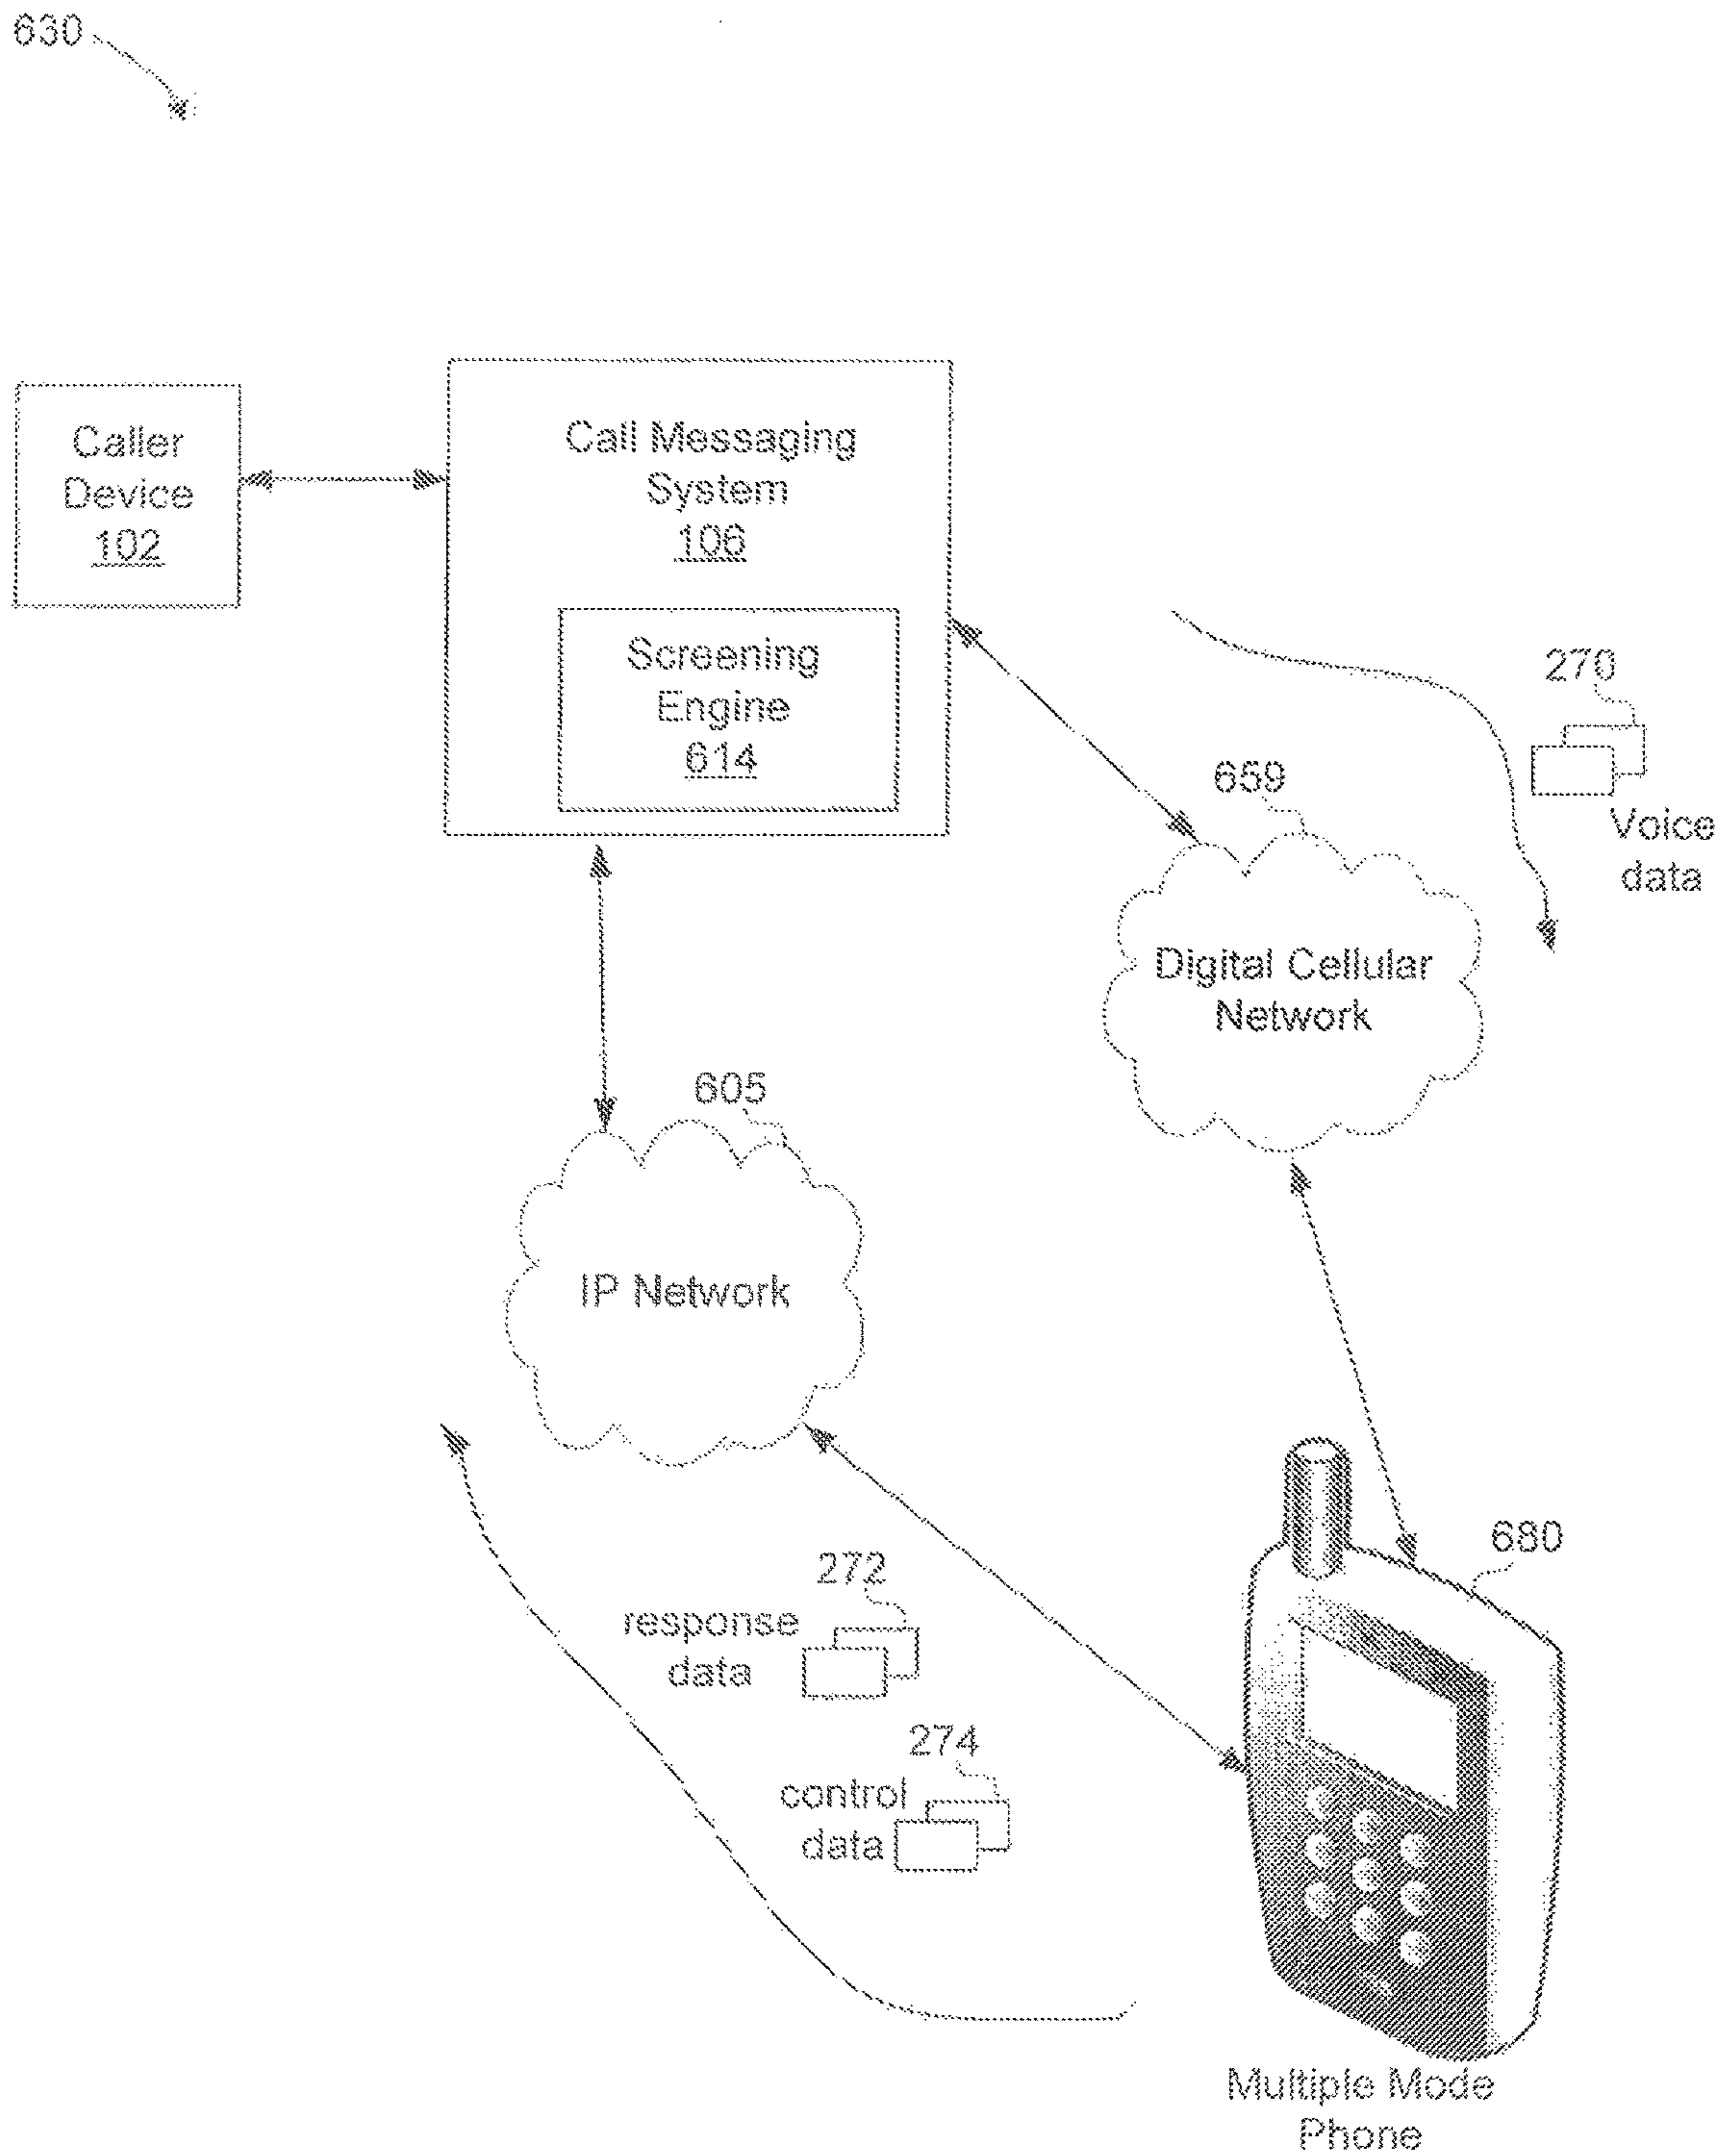 630
Caller
Device
102
Call Messaging
System
106
Screening
Engine
614
270
Voice
data
659
Digital Cellular
Network
605
IP Network
680
272
response
data
274
control
data
Multiple Mode
Phone